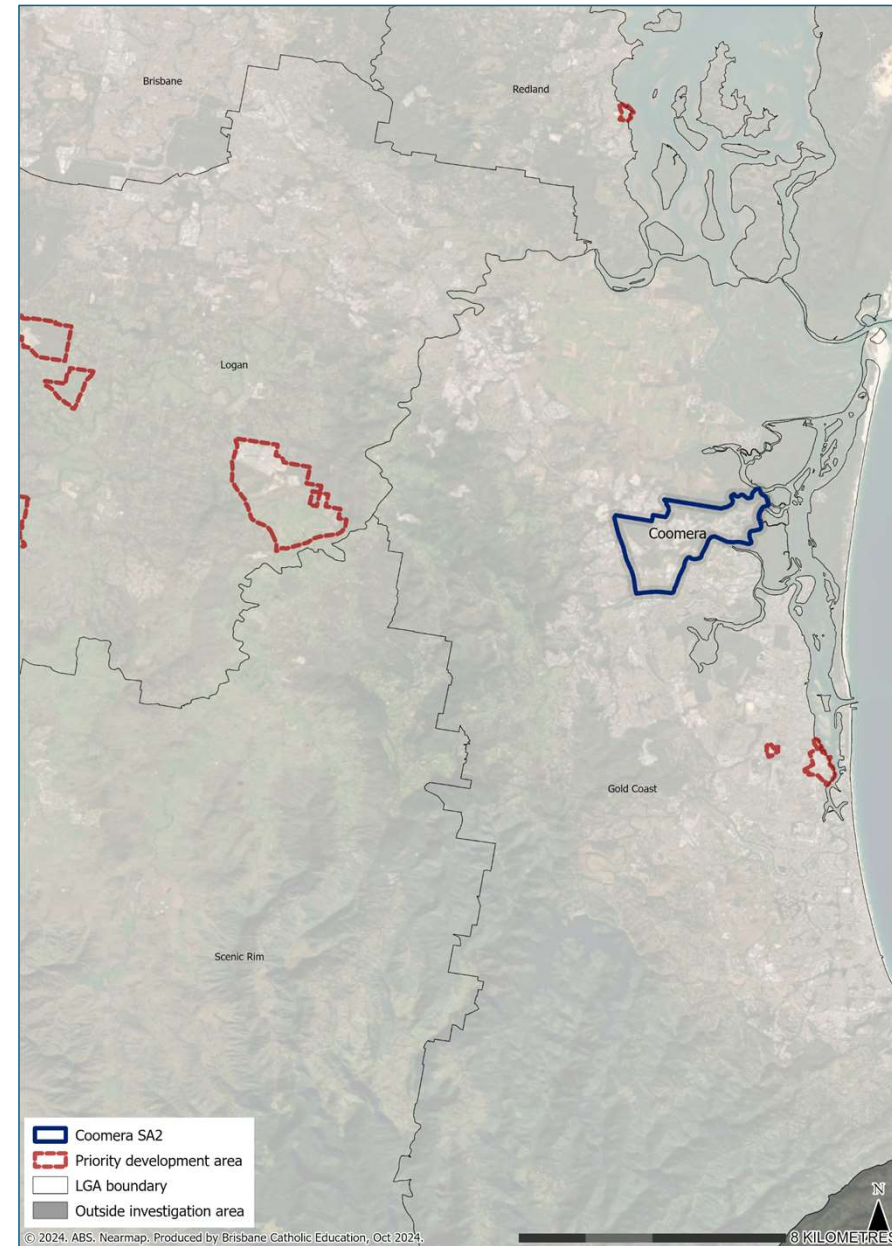 Brisbane
Redland
Logan
Coomera
Gold Coast
Scenic Rim
Coomera SA2
Priority development area
LGA boundary
Outside investigation area
N
© 2024. ABS. Nearmap. Produced by Brisbane Catholic Education, Oct 2024.
8 KILOMETRES